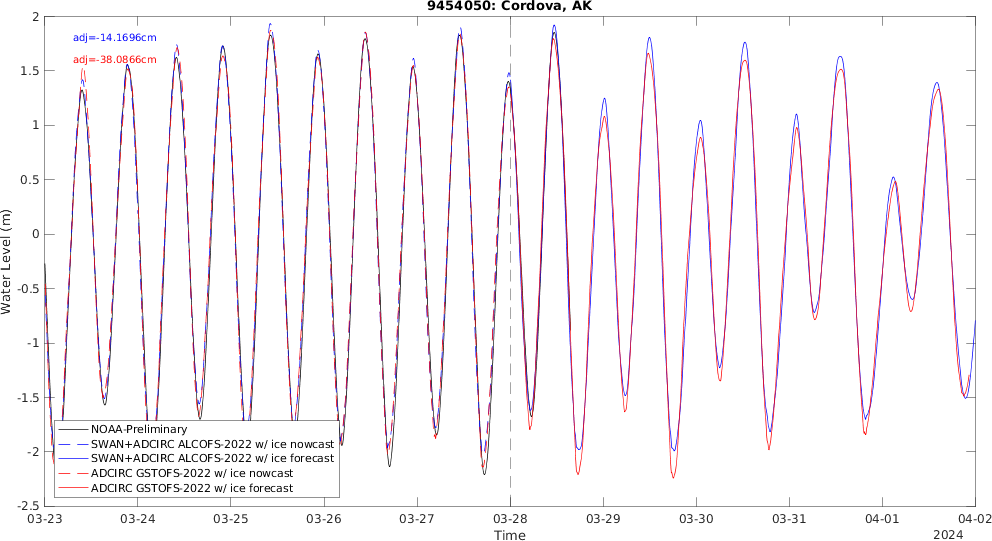 9454050: Cordova, AK
adj=-14.1696cm
adj=-38.0866cm
2
1.5
1
0.5
0
-0.5
-1
-1.5
-2
-2.5
Water Level (m)
NOAA-Preliminary
SWAN+ADCIRC ALCOFS-2022 w/ ice nowcast
SWAN+ADCIRC ALCOFS-2022 w/ ice forecast
ADCIRC GSTOFS-2022 w/ ice nowcast
ADCIRC GSTOFS-2022 w/ ice forecast
03-23 03-24 03-25 03-26 03-27 03-28 03-29 03-30 03-31 04-01 04-02
Time
2024